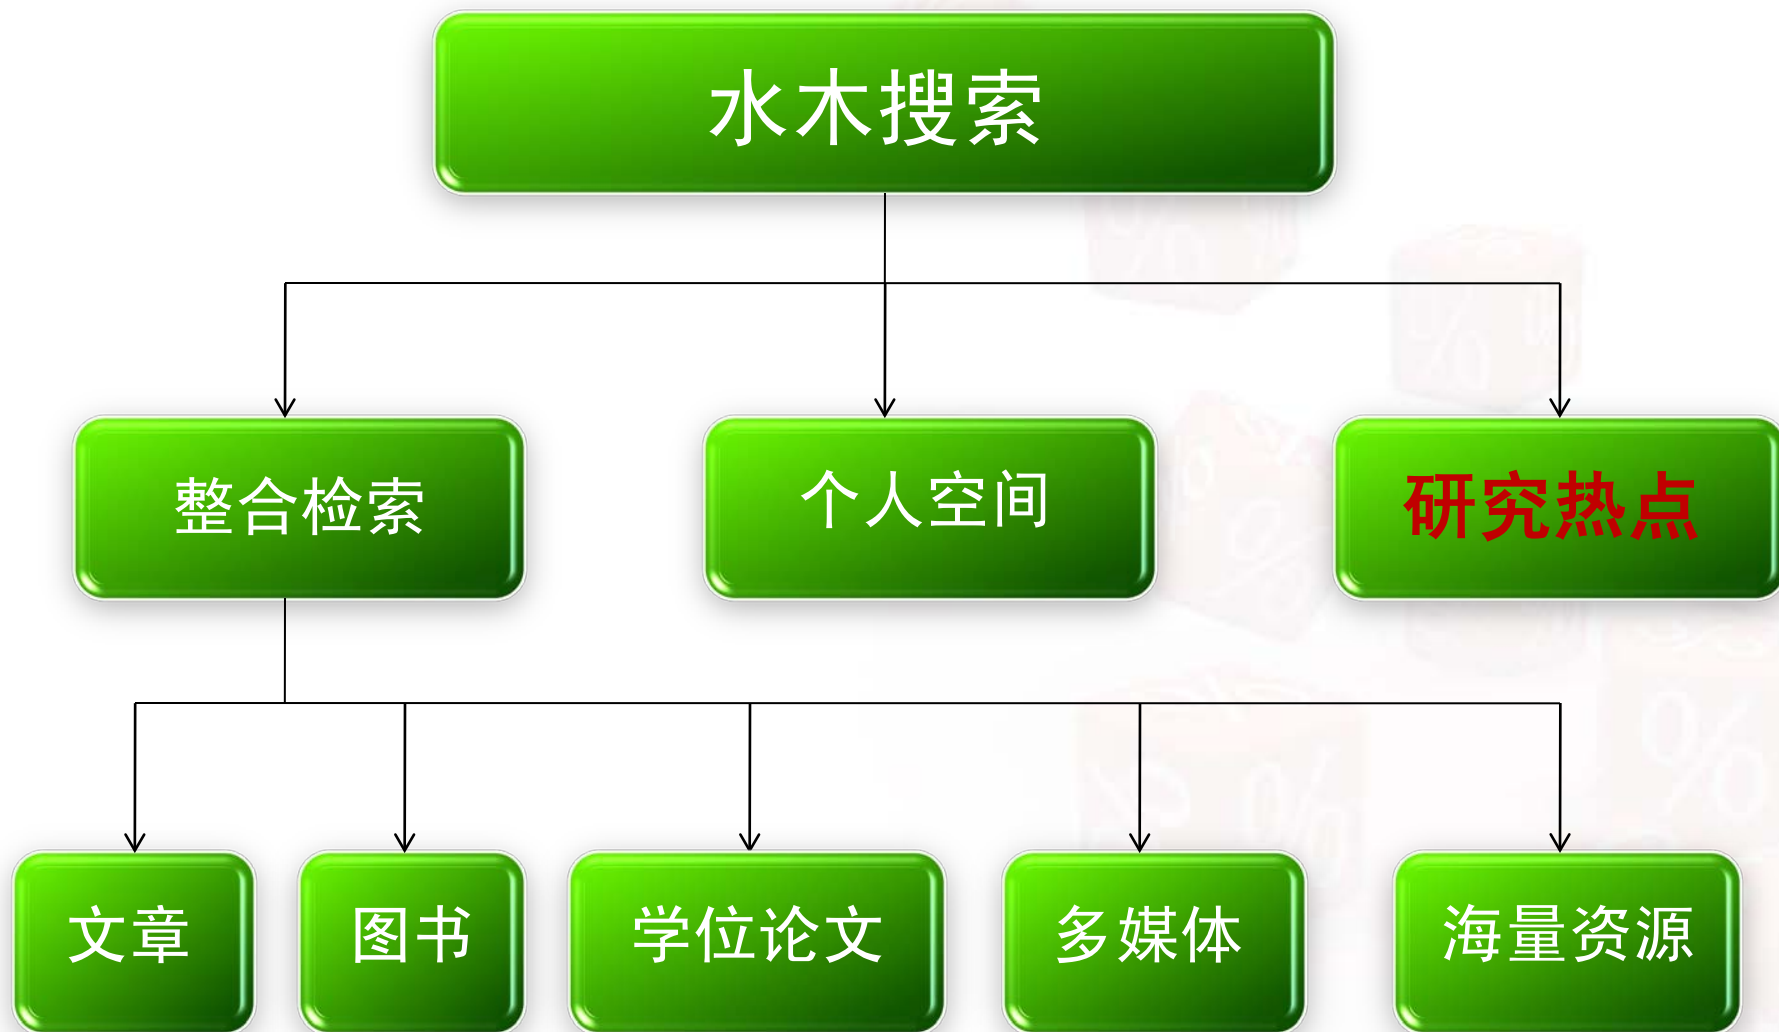 水木搜索
整合检索
个人空间
研究热点
文章
图书
学位论文
多媒体
海量资源